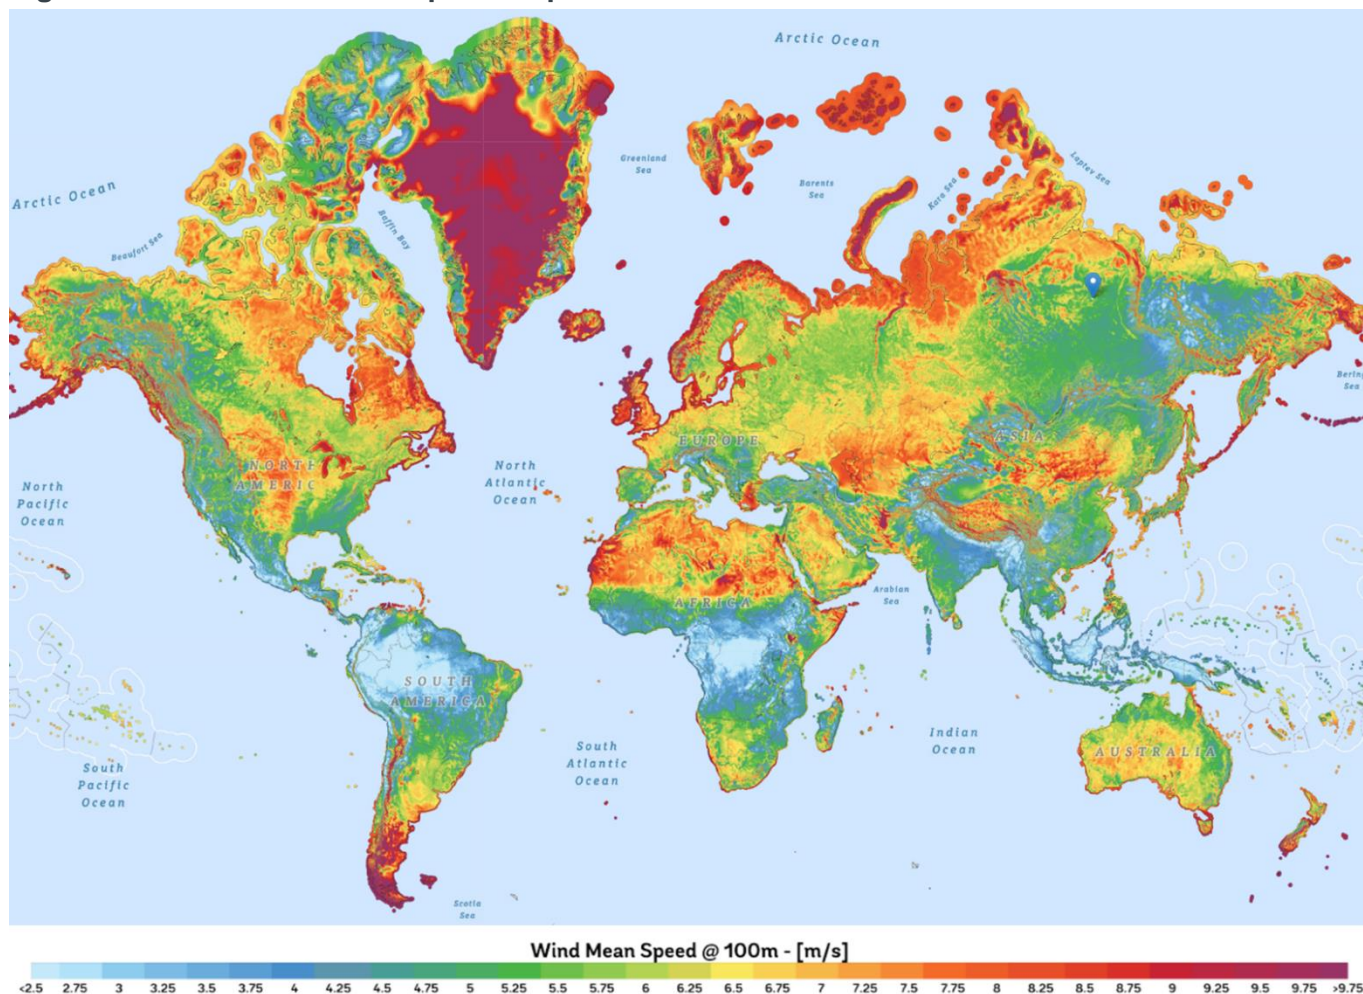 Arctic Ocean
Greenland
Sea
Barents
Sea
Kara Sea
Laptev Sea
Arctic Ocean
Beaufort Sea
Baffin Bay
Bering
Sea
EUROPE
ASIA
NORTH
AMERIC
North
Atlantic
Ocean
North
Pacific
Ocean
AFRICA
Arabian
Sea
SOUTH
AMERICA
Indian
Ocean
AUSTRALIA
South
Atlantic
Ocean
South
Pacific
Ocean
Scotia
Sea
Wind Mean Speed @ 100m - [m/s]
<2.5 2.75 3 3.25 3.5 3.75 4 4.25 4.5 4.75 5 5.25 5.5 5.75 6 6.25 6.5 6.75 7 7.25 7.5 7.75 8 8.25 8.5 8.75 9 9.25 9.5 9.75 >9.75